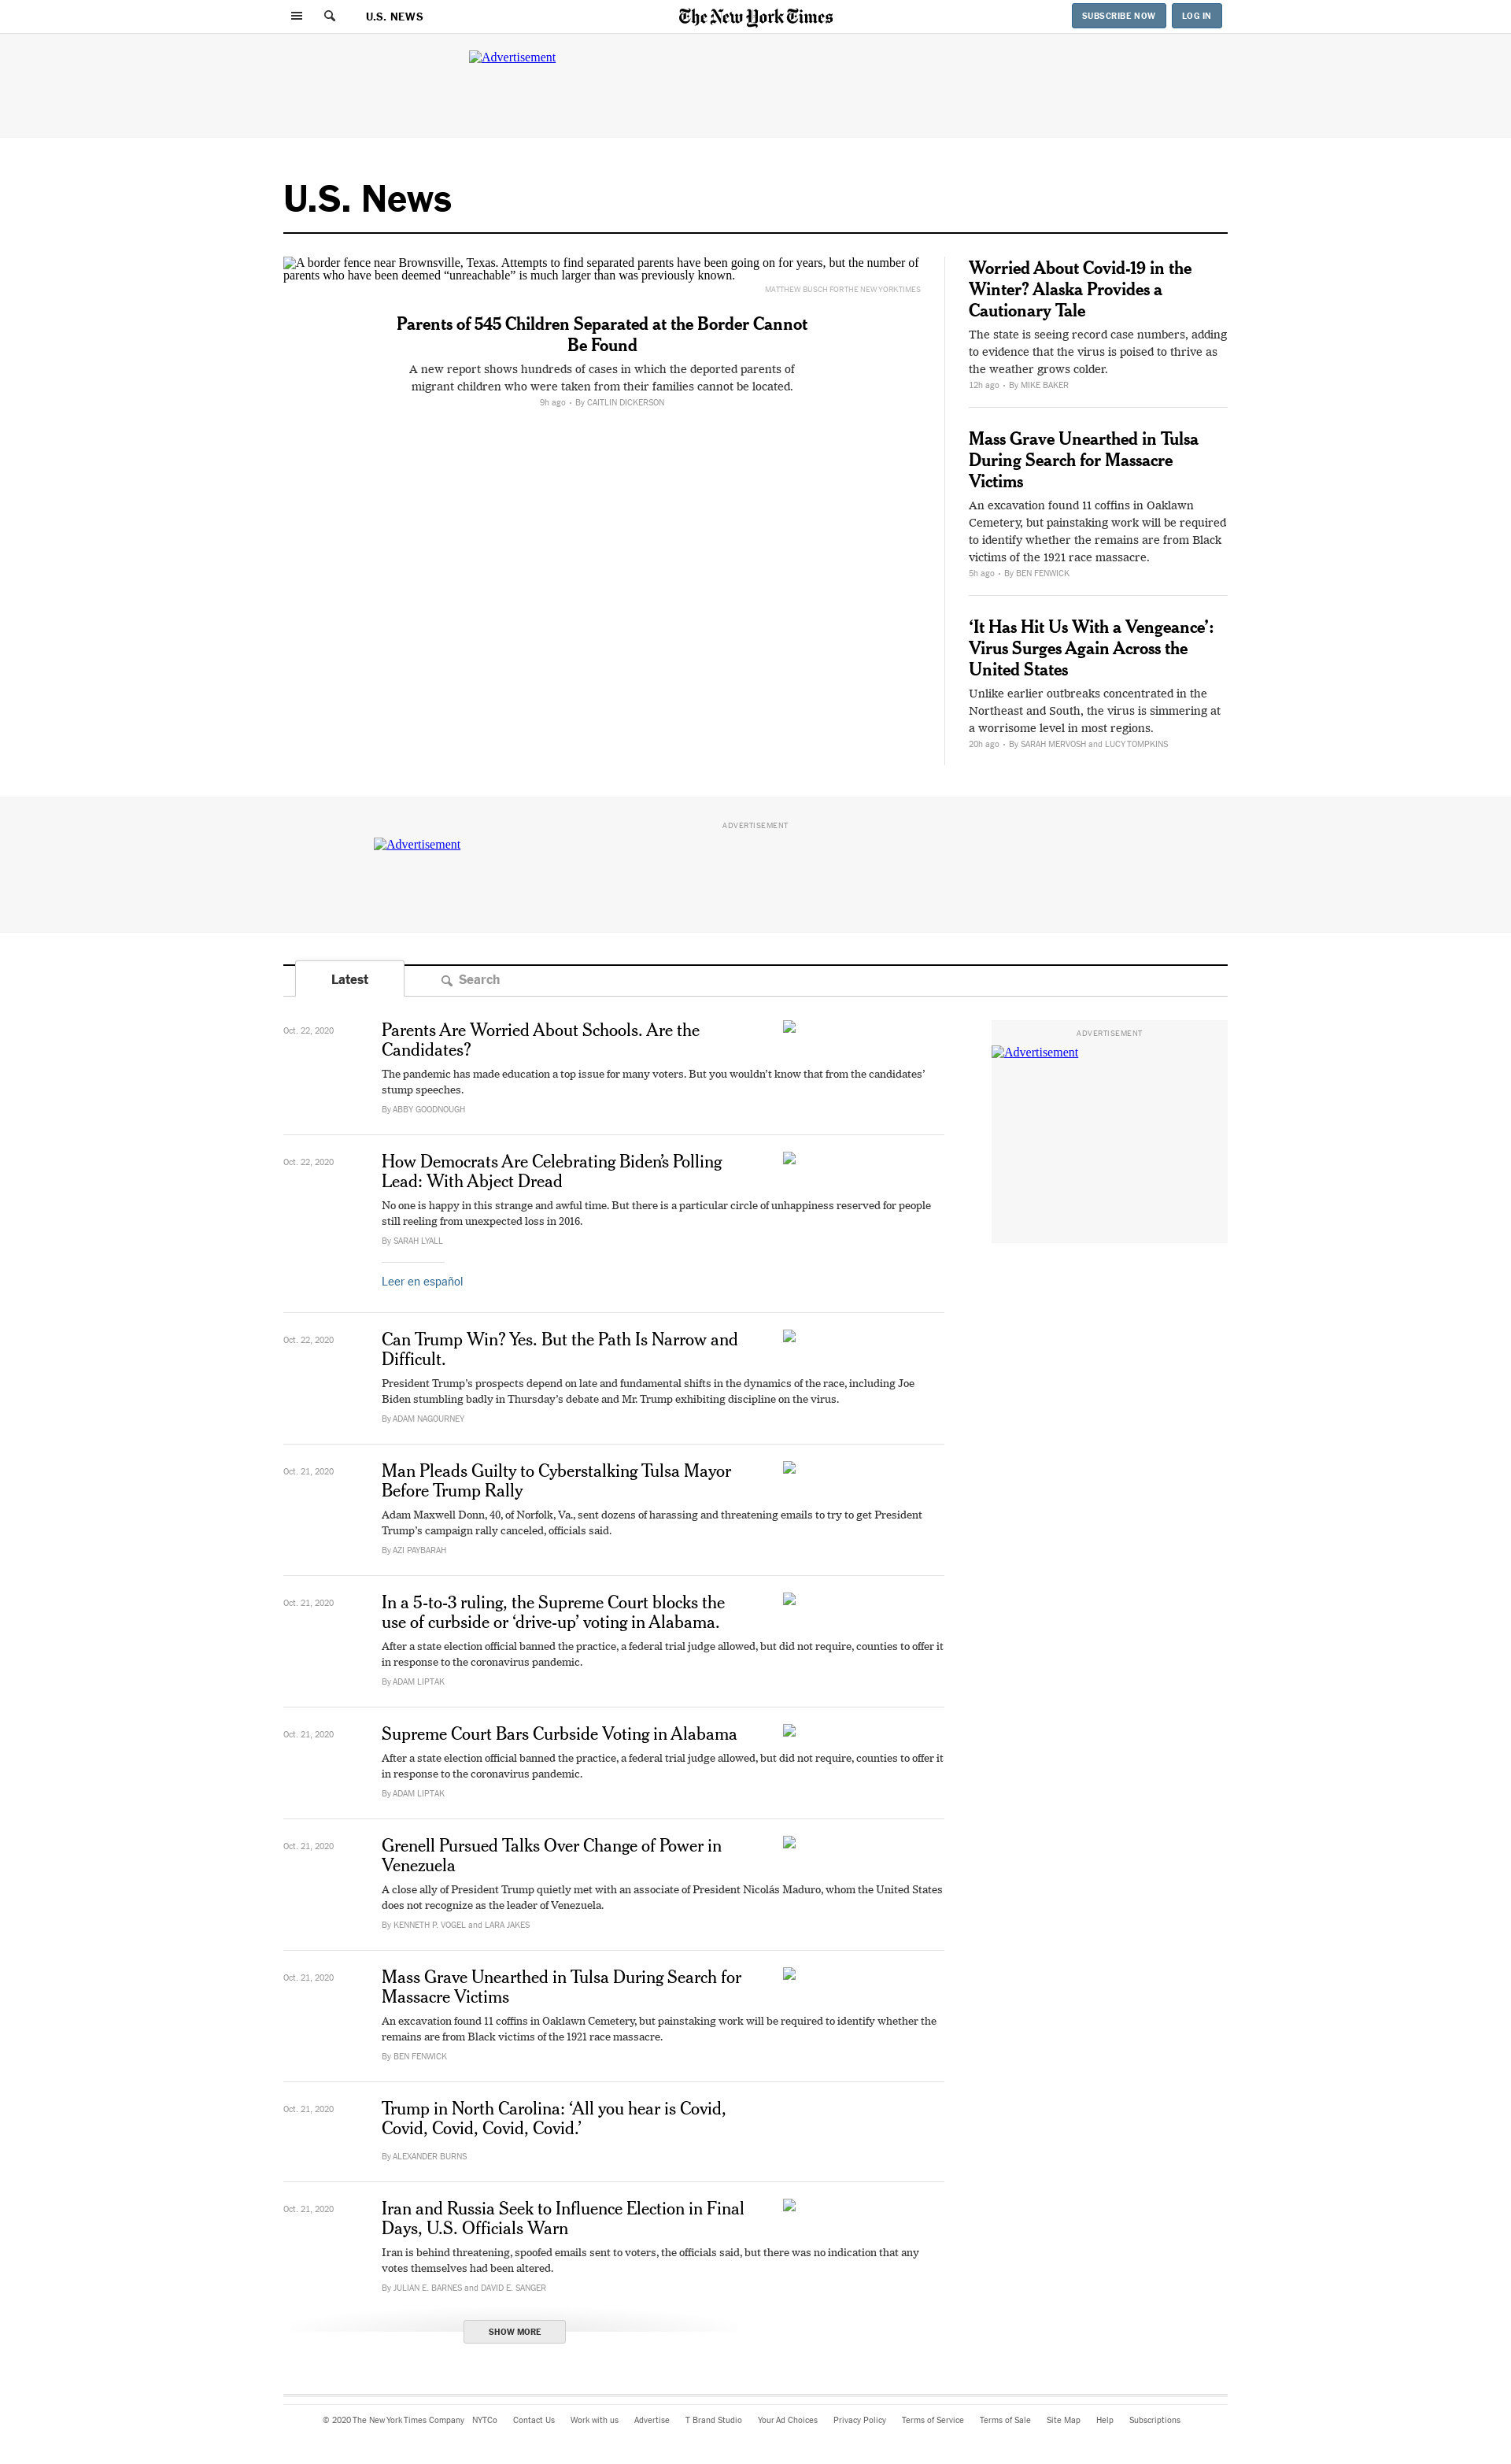 U.S. NEWS
The New York Times
SUBSCRIBE NOW
LOG IN
Advertisement
U.S. News
A border fence near Brownsville, Texas. Attempts to find separated parents have been going on for years, but the number of
parents who have been deemed “unreachable” is much larger than was previously known.
MATTHEW BUSCH FOR THE NEW YORK TIMES
Parents of 545 Children Separated at the Border Cannot
Be Found
A new report shows hundreds of cases in which the deported parents of
migrant children who were taken from their families cannot be located.
9h ago • By CAITLIN DICKERSON
Worried About Covid-19 in the
Winter? Alaska Provides a
Cautionary Tale
The state is seeing record case numbers, adding
to evidence that the virus is poised to thrive as
the weather grows colder.
12h ago • By MIKE BAKER
Mass Grave Unearthed in Tulsa
During Search for Massacre
Victims
An excavation found 11 coffins in Oaklawn
Cemetery, but painstaking work will be required
to identify whether the remains are from Black
victims of the 1921 race massacre.
5h ago • By BEN FENWICK
‘It Has Hit Us With a Vengeance’:
Virus Surges Again Across the
United States
Unlike earlier outbreaks concentrated in the
Northeast and South, the virus is simmering at
a worrisome level in most regions.
20h ago • By SARAH MERVOSH and LUCY TOMPKINS
ADVERTISEMENT
Advertisement
Latest
Search
Oct. 22, 2020
Parents Are Worried About Schools. Are the
Candidates?
The pandemic has made education a top issue for many voters. But you wouldn’t know that from the candidates’
stump speeches.
By ABBY GOODNOUGH
ADVERTISEMENT
Advertisement
Oct. 22, 2020
How Democrats Are Celebrating Biden’s Polling
Lead: With Abject Dread
No one is happy in this strange and awful time. But there is a particular circle of unhappiness reserved for people
still reeling from unexpected loss in 2016.
By SARAH LYALL
Leer en español
Oct. 22, 2020
Can Trump Win? Yes. But the Path Is Narrow and
Difficult.
President Trump’s prospects depend on late and fundamental shifts in the dynamics of the race, including Joe
Biden stumbling badly in Thursday’s debate and Mr. Trump exhibiting discipline on the virus.
By ADAM NAGOURNEY
Oct. 21, 2020
Man Pleads Guilty to Cyberstalking Tulsa Mayor
Before Trump Rally
Adam Maxwell Donn, 40, of Norfolk, Va., sent dozens of harassing and threatening emails to try to get President
Trump’s campaign rally canceled, officials said.
By AZI PAYBARAH
Oct. 21, 2020
In a 5-to-3 ruling, the Supreme Court blocks the
use of curbside or ‘drive-up’ voting in Alabama.
After a state election official banned the practice, a federal trial judge allowed, but did not require, counties to offer it
in response to the coronavirus pandemic.
By ADAM LIPTAK
Oct. 21, 2020
Supreme Court Bars Curbside Voting in Alabama
After a state election official banned the practice, a federal trial judge allowed, but did not require, counties to offer it
in response to the coronavirus pandemic.
By ADAM LIPTAK
Oct. 21, 2020
Grenell Pursued Talks Over Change of Power in
Venezuela
A close ally of President Trump quietly met with an associate of President Nicolás Maduro, whom the United States
does not recognize as the leader of Venezuela.
By KENNETH P. VOGEL and LARA JAKES
Oct. 21, 2020
Mass Grave Unearthed in Tulsa During Search for
Massacre Victims
An excavation found 11 coffins in Oaklawn Cemetery, but painstaking work will be required to identify whether the
remains are from Black victims of the 1921 race massacre.
By BEN FENWICK
Oct. 21, 2020
Trump in North Carolina: ‘All you hear is Covid,
Covid, Covid, Covid, Covid.’
By ALEXANDER BURNS
Oct. 21, 2020
Iran and Russia Seek to Influence Election in Final
Days, U.S. Officials Warn
Iran is behind threatening, spoofed emails sent to voters, the officials said, but there was no indication that any
votes themselves had been altered.
By JULIAN E. BARNES and DAVID E. SANGER
SHOW MORE
© 2020 The New York Times Company NYTCo Contact Us Work with us Advertise T Brand Studio Your Ad Choices Privacy Policy Terms of Service Terms of Sale Site Map Help Subscriptions